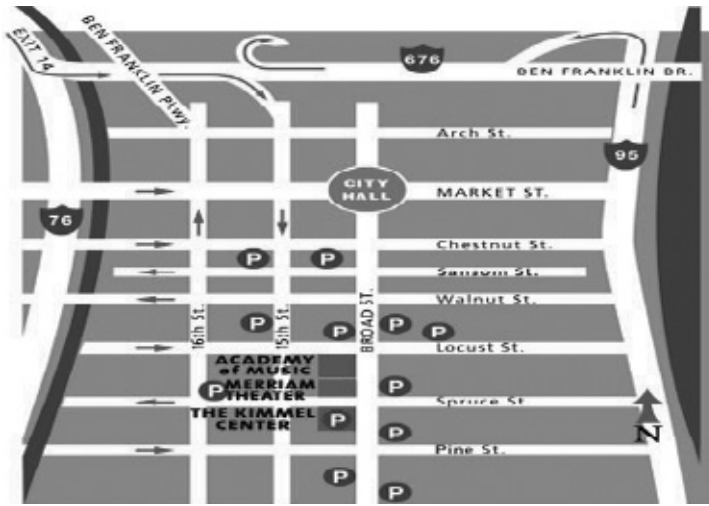 EXIT 14
BEN FRANKLIN Pkwy.
676
BEN FRANKLIN BR.
Arch St.
95
CITY
HALL
MARKET ST.
76
Chestnut St.
P
P
Sansom St.
Walnut St.
16th St.
15th St.
BROAD ST.
P
P
P
P
Locust St.
ACADEMY
of MUSIC
P
MERRIAM
THEATER
P
Spruce St
THE KIMMEL
CENTER
P
P
N
Pine St.
P
P